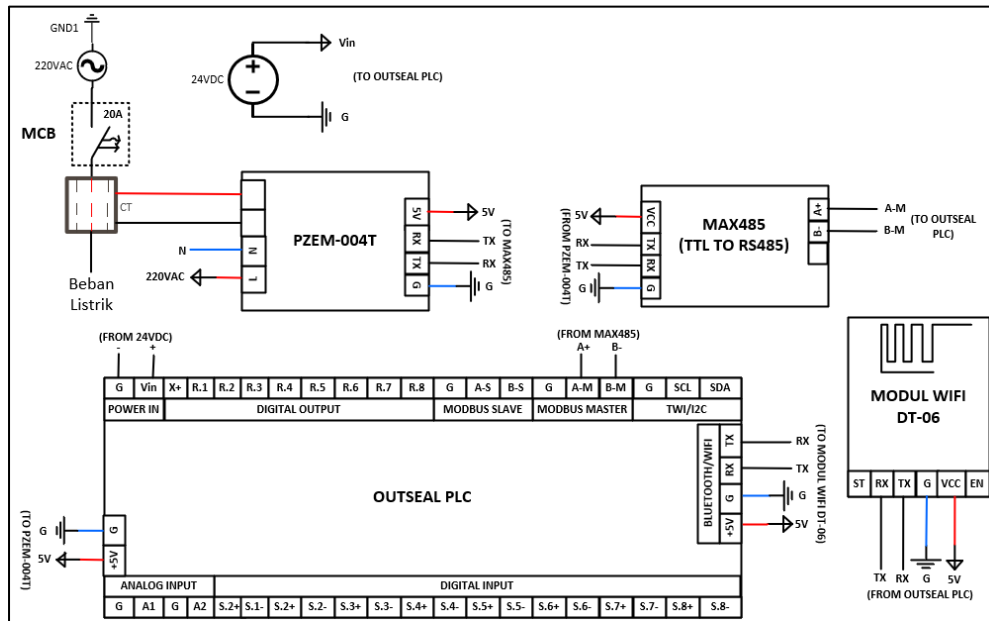 GND1
220VAC
MCB
20A
CT
Beban
Listrik
24VDC
Vin
(TO OUTSEAL PLC)
G
PZEM-004T
N
N
220VAC
L
5V
5V
RX
TX
TX
RX
G
G
(TO MAX485)
MAX485
(TTL TO RS485)
5V
VCC
RX
TX
TX
RX
G
G
(FROM PZEM-004T)
A+
A-M
B-
B-M
(TO OUTSEAL
PLC)
(FROM 24VDC)
- +
(FROM MAX485)
A+ B-
G Vin X+ R.1 R.2 R.3 R.4 R.5 R.6 R.7 R.8 G A-S B-S G A-M B-M G SCL SDA
POWER IN DIGITAL OUTPUT MODBUS SLAVE MODBUS MASTER TWI/I2C
OUTSEAL PLC
BLUETOOTH/WIFI
TX
RX
RX
TX
G
G
+5V
5V
(TO MODUL WIFI DT-06)
(TO PZEM-004T)
G
G
5V
+5V
ANALOG INPUT DIGITAL INPUT
G A1 G A2 S.2+ S.1- S.2+ S.2- S.3+ S.3- S.4+ S.4- S.5+ S.5- S.6+ S.6- S.7+ S.7- S.8+ S.8-
MODUL WIFI
DT-06
ST RX TX G VCC EN
TX RX G 5V
(FROM OUTSEAL PLC)